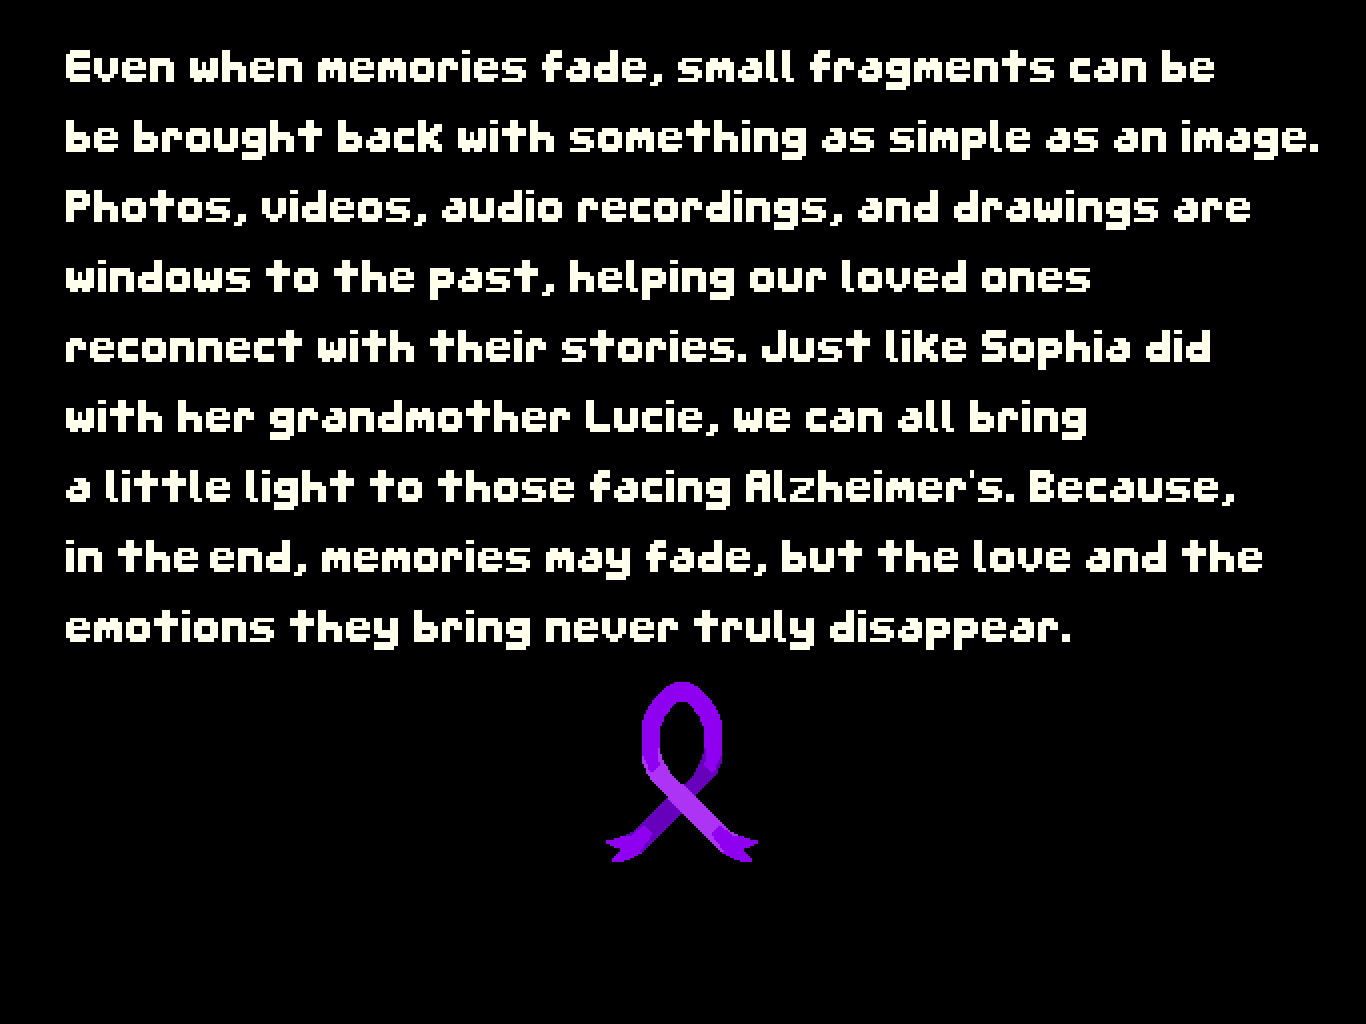 Even when memories fade, small fragments can be
be brought back with something as simple as an image.
Photos, videos, audio recordings, and drawings are
windows to the past, helping our loved ones
reconnect with their stories. Just like Sophia did
with her grandmother Lucie, we can all bring
a little light to those facing Alzheimer's. Because,
in the end, memories may fade, but the love and the
emotions they bring never truly disappear.